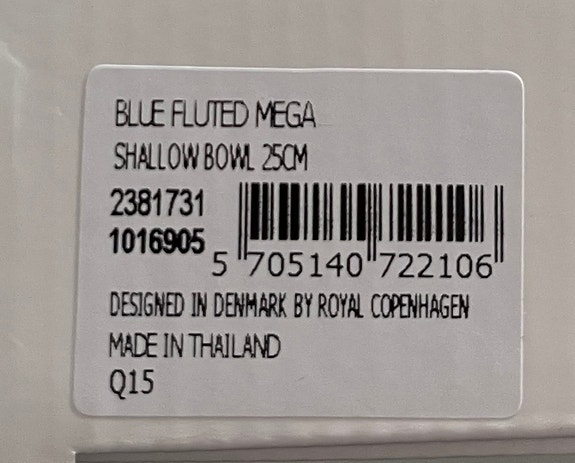 BLUE FLUTED MEGA
SHALLOW BOWL 25CM
2381731
1016905
5 705140 722106
DESIGNED IN DENMARK BY ROYAL COPENHAGEN
MADE IN THAILAND
Q15